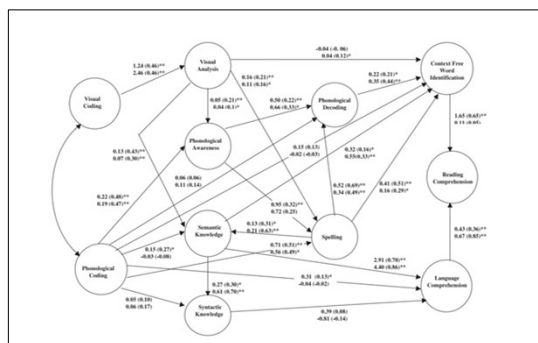 -0.04 (-0. 06)
0.04 (0.12)*
1.24 (0.46)**
2.46 (0.46)**
Visual
Analysis
Context Free
Word
Identification
0.16 (0.21)**
0.11 (0.16)*
0.22 (0.21)*
0.35 (0.44)**
Visual
Coding
0.05 (0.21)**
0.04 (0.1)*
0.50 (0.22)**
0.66 (0.33)*
Phonological
Decoding
1.65 (0.65)**
0.13 (0.43)**
0.07 (0.30)**
Phonological
Awareness
0.15 (0.13)
-0.02 (-0.03)
0.32 (0.16)*
0.55(0.33)**
0.06 (0.06)
0.11 (0.14)
Reading
Comprehension
0.22 (0.40)**
0.19 (0.47)**
0.95 (0.32)**
0.72 (0.25)
0.52 (0.69)**
0.34 (0.49)**
0.41 (0.51)**
0.16 (0.29)*
Semantic
Knowledge
0.13 (0.31)*
0.21 (0.63)**
Spelling
0.43 (0.36)**
0.67 (0.85)**
0.15 (0.27)*
-0.03 (-0.08)
0.71 (0.51)**
0.56 (0.49)*
2.91 (0.70)**
4.40 (0.86)**
Phonological
Coding
0.31 (0.13)*
-0.04 (-0.02)
Language
Comprehension
0.27 (0.30)*
0.61 (0.70)**
0.05 (0.10)
0.06 (0.17)
Syntactic
Knowledge
0.39 (0.08)
-0.81 (-0.14)